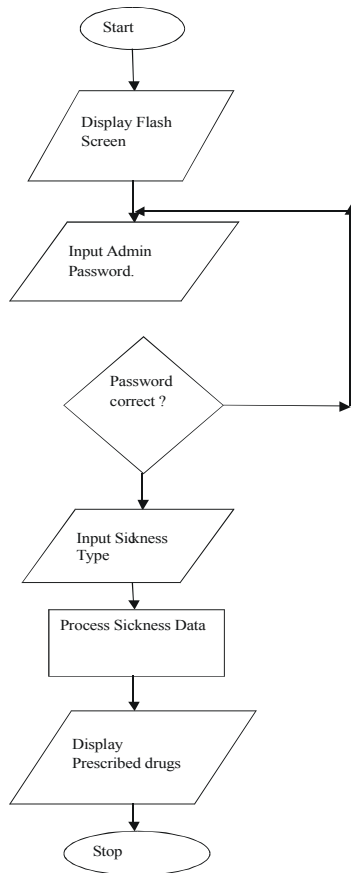 Start
Display Flash
Screen
Input Admin
Password.
Password
correct ?
Input Sickness
Type
Process Sickness Data
Display
Prescribed drugs
Stop